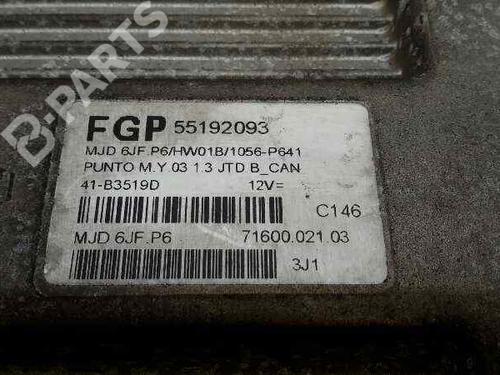 B-PARTS
FGP 55192093
MJD 6JF.P6/HW01B/1056-P641
PUNTO M.Y.03 1.3 JTD B_CAN
41-B3519D 12V=
C146
MJD 6JF.P6 71600.021.03
3J1